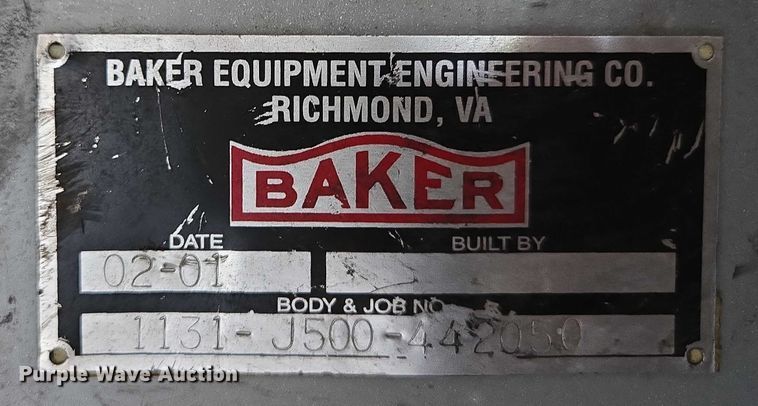 BAKER EQUIPMENT ENGINEERING CO.
RICHMOND, VA
BAKER
DATE BUILT BY
02-01
BODY & JOB NO
1131-J500-442050
Purple Wave Auction